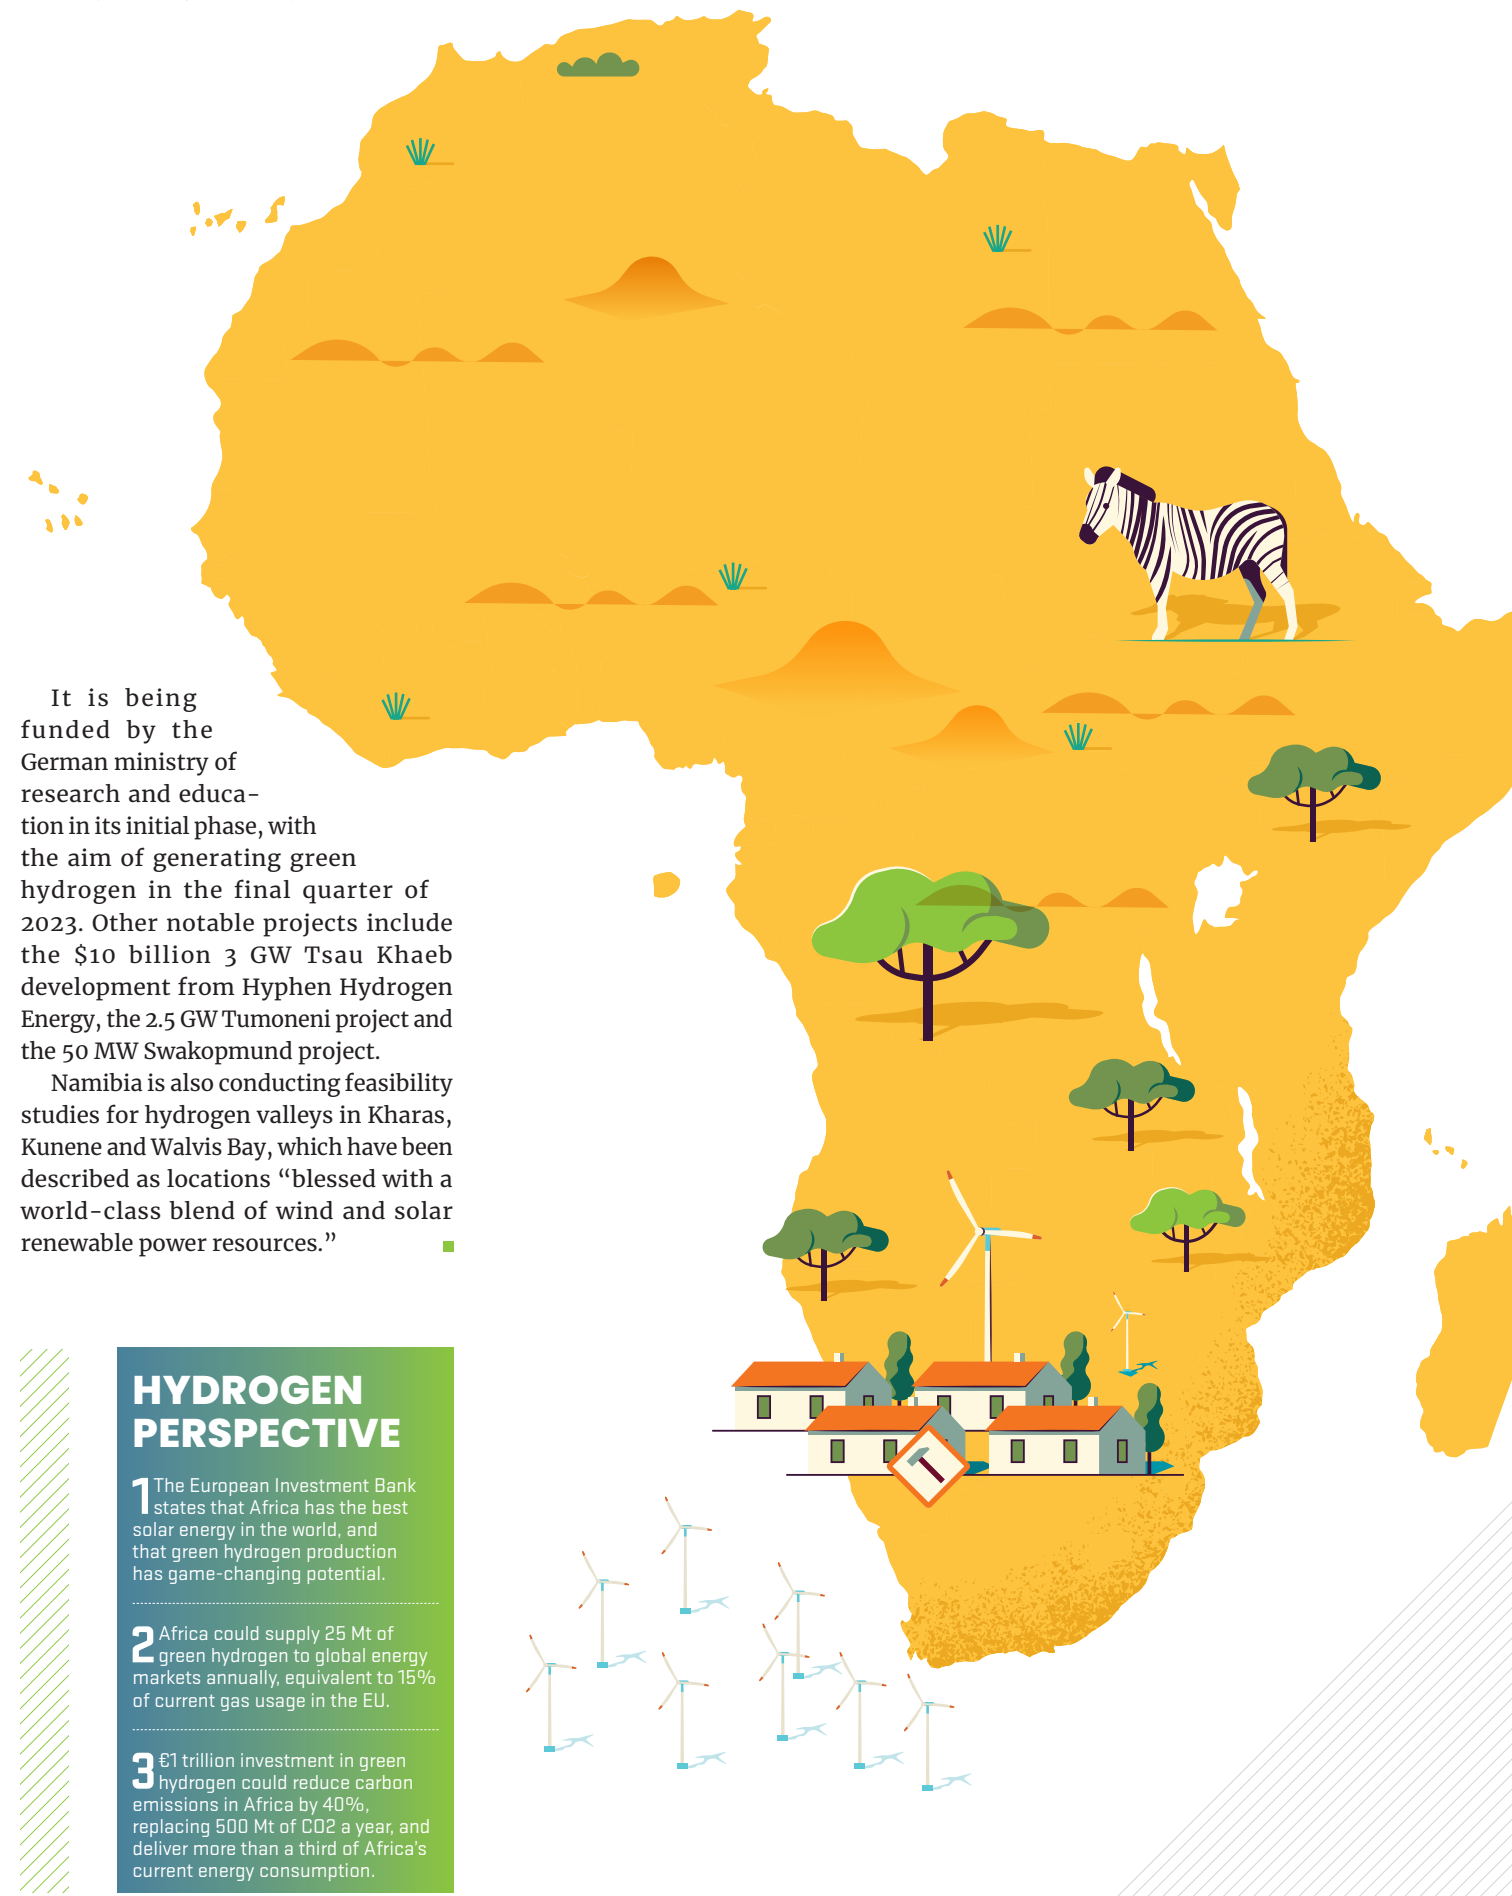 It is being
funded by the
German ministry of
research and educa-
tion in its initial phase, with
the aim of generating green
hydrogen in the final quarter of
2023. Other notable projects include
the $10 billion 3 GW Tsau Khaeb
development from Hyphen Hydrogen
Energy, the 2.5 GW Tumoneni project and
the 50 MW Swakopmund project.
Namibia is also conducting feasibility
studies for hydrogen valleys in Kharas,
Kunene and Walvis Bay, which have been
described as locations “blessed with a
world-class blend of wind and solar
renewable power resources.”
HYDROGEN
PERSPECTIVE
1 The European Investment Bank
states that Africa has the best
solar energy in the world, and
that green hydrogen production
has game-changing potential.
2 Africa could supply 25 Mt of
green hydrogen to global energy
markets annually, equivalent to 15%
of current gas usage in the EU.
3 €1 trillion investment in green
hydrogen could reduce carbon
emissions in Africa by 40%,
replacing 500 Mt of CO2 a year, and
deliver more than a third of Africa's
current energy consumption.